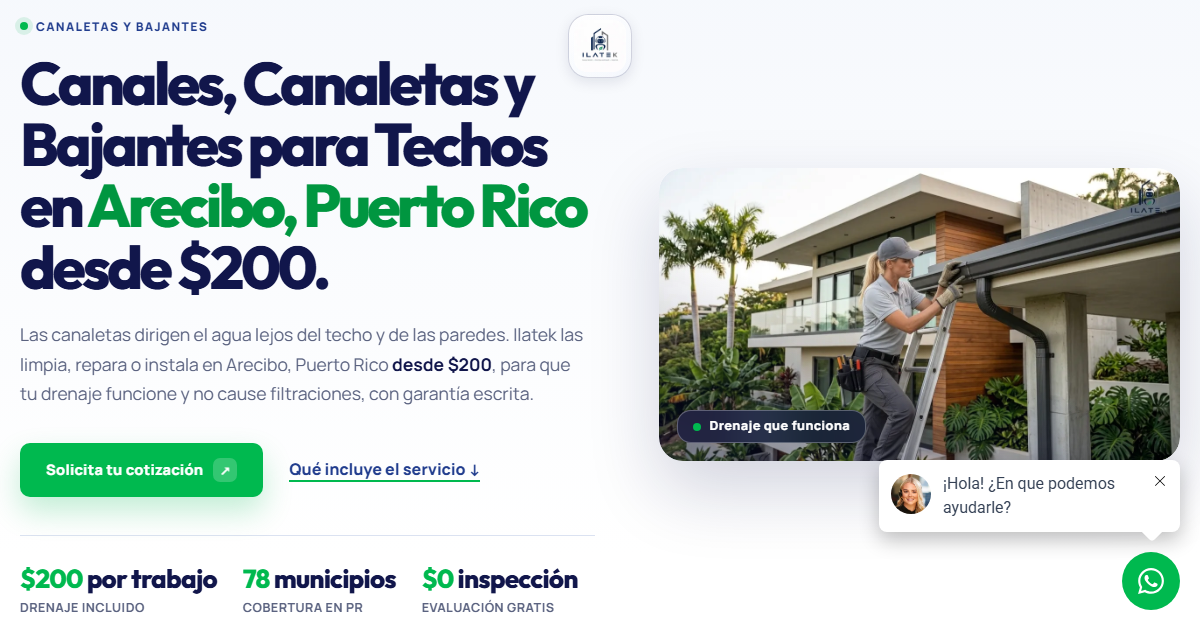 CANALETAS Y BAJANTES
ILATEK
Canales, Canaletas y
Bajantes para Techos
en Arecibo, Puerto Rico
desde $200.
Las canaletas dirigen el agua lejos del techo y de las paredes. Ilatek las
limpia, repara o instala en Arecibo, Puerto Rico desde $200, para que
tu drenaje funcione y no cause filtraciones, con garantía escrita.
Solicita tu cotización ↗
Qué incluye el servicio ↓
$200 por trabajo
DRENAJE INCLUIDO
78 municipios
COBERTURA EN PR
$0 inspección
EVALUACIÓN GRATIS
ILATEK
Drenaje que funciona
¡Hola! ¿En que podemos
ayudarle?